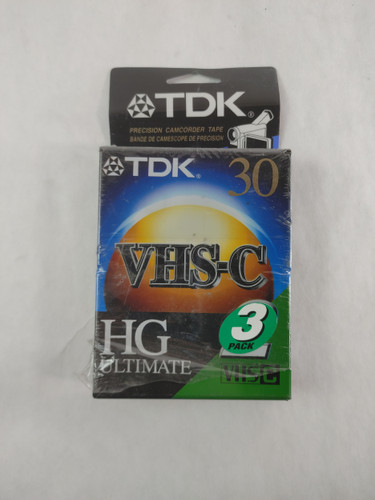 TDK
PRECISION CAMCORDER TAPE
BANDE DE CAMESCOPE DE PRECISION
TDK
30
VHS-C
HG
ULTIMATE
3
PACK
VHS C